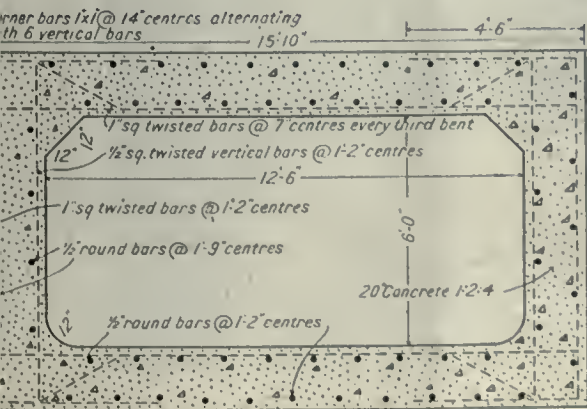 rner bars 1"x1" @ 14" centres alternating
th 6 vertical bars
15'-10"
4'-6"
1" sq twisted bars @ 7" centres every third bent
12"
12"
½" sq. twisted vertical bars @ 1'-2" centres
12'-6"
1" sq twisted bars @ 1'-2" centres
6'-0"
½" round bars @ 1'-9" centres
20" Concrete 1:2:4
12"
½" round bars @ 1'-2" centres